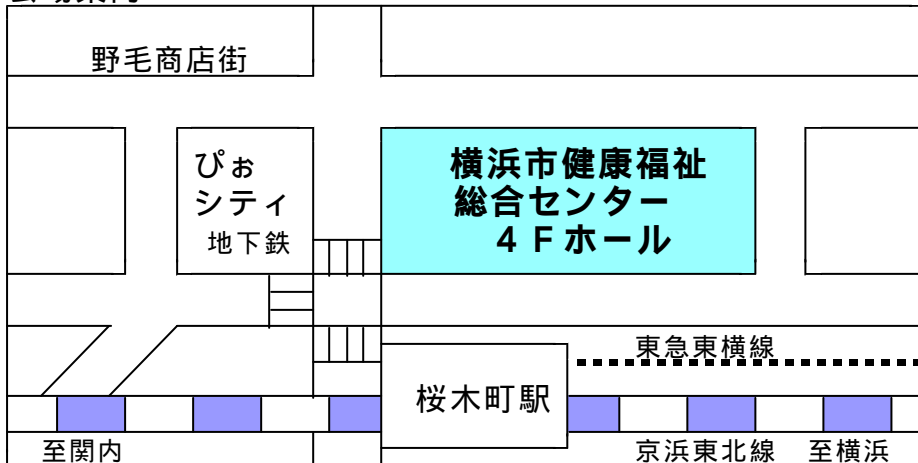 野毛商店街
ぴぉ
シティ
地下鉄
横浜市健康福祉
総合センター
４Ｆホール
東急東横線
桜木町駅
至関内
京浜東北線
至横浜